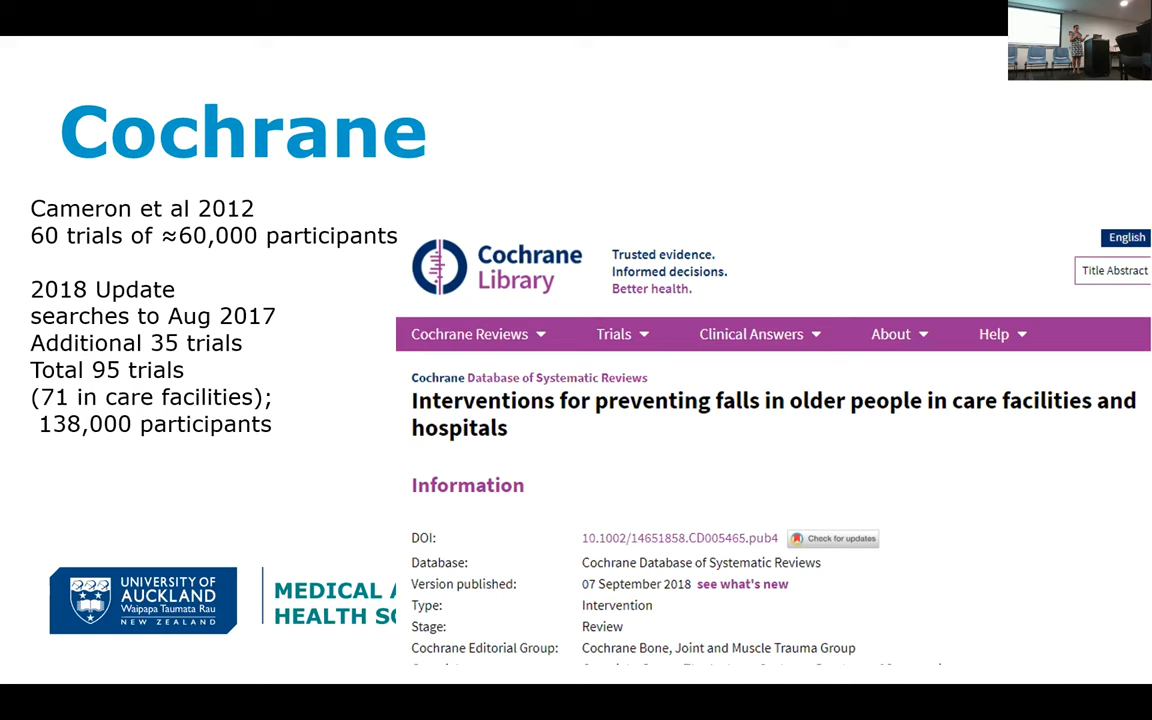 Cochrane
Cameron et al 2012
60 trials of ≈60,000 participants
2018 Update
searches to Aug 2017
Additional 35 trials
Total 95 trials
(71 in care facilities);
138,000 participants
UNIVERSITY OF
AUCKLAND
Waipapa Taumata Rau
NEW ZEALAND
MEDICAL
HEALTH
Cochrane
Library
Trusted evidence.
Informed decisions.
Better health.
English
Title Abstract
Cochrane Reviews Trials Clinical Answers About Help
Cochrane Database of Systematic Reviews
Interventions for preventing falls in older people in care facilities and
hospitals
Information
DOI: 10.1002/14651858.CD005465.pub4 Check for updates
Database: Cochrane Database of Systematic Reviews
Version published: 07 September 2018 see what's new
Type: Intervention
Stage: Review
Cochrane Editorial Group: Cochrane Bone, Joint and Muscle Trauma Group